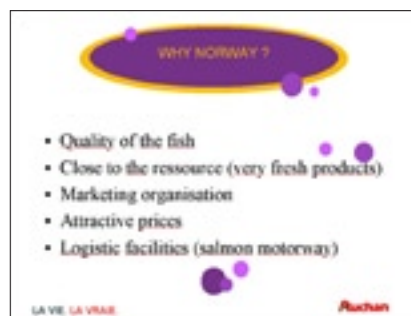 WHY NORWAY ?
▪ Quality of the fish
▪ Close to the ressource (very fresh products)
▪ Marketing organisation
▪ Attractive prices
▪ Logistic facilities (salmon motorway)
LA VIE. LA VRAIE.
Auchan